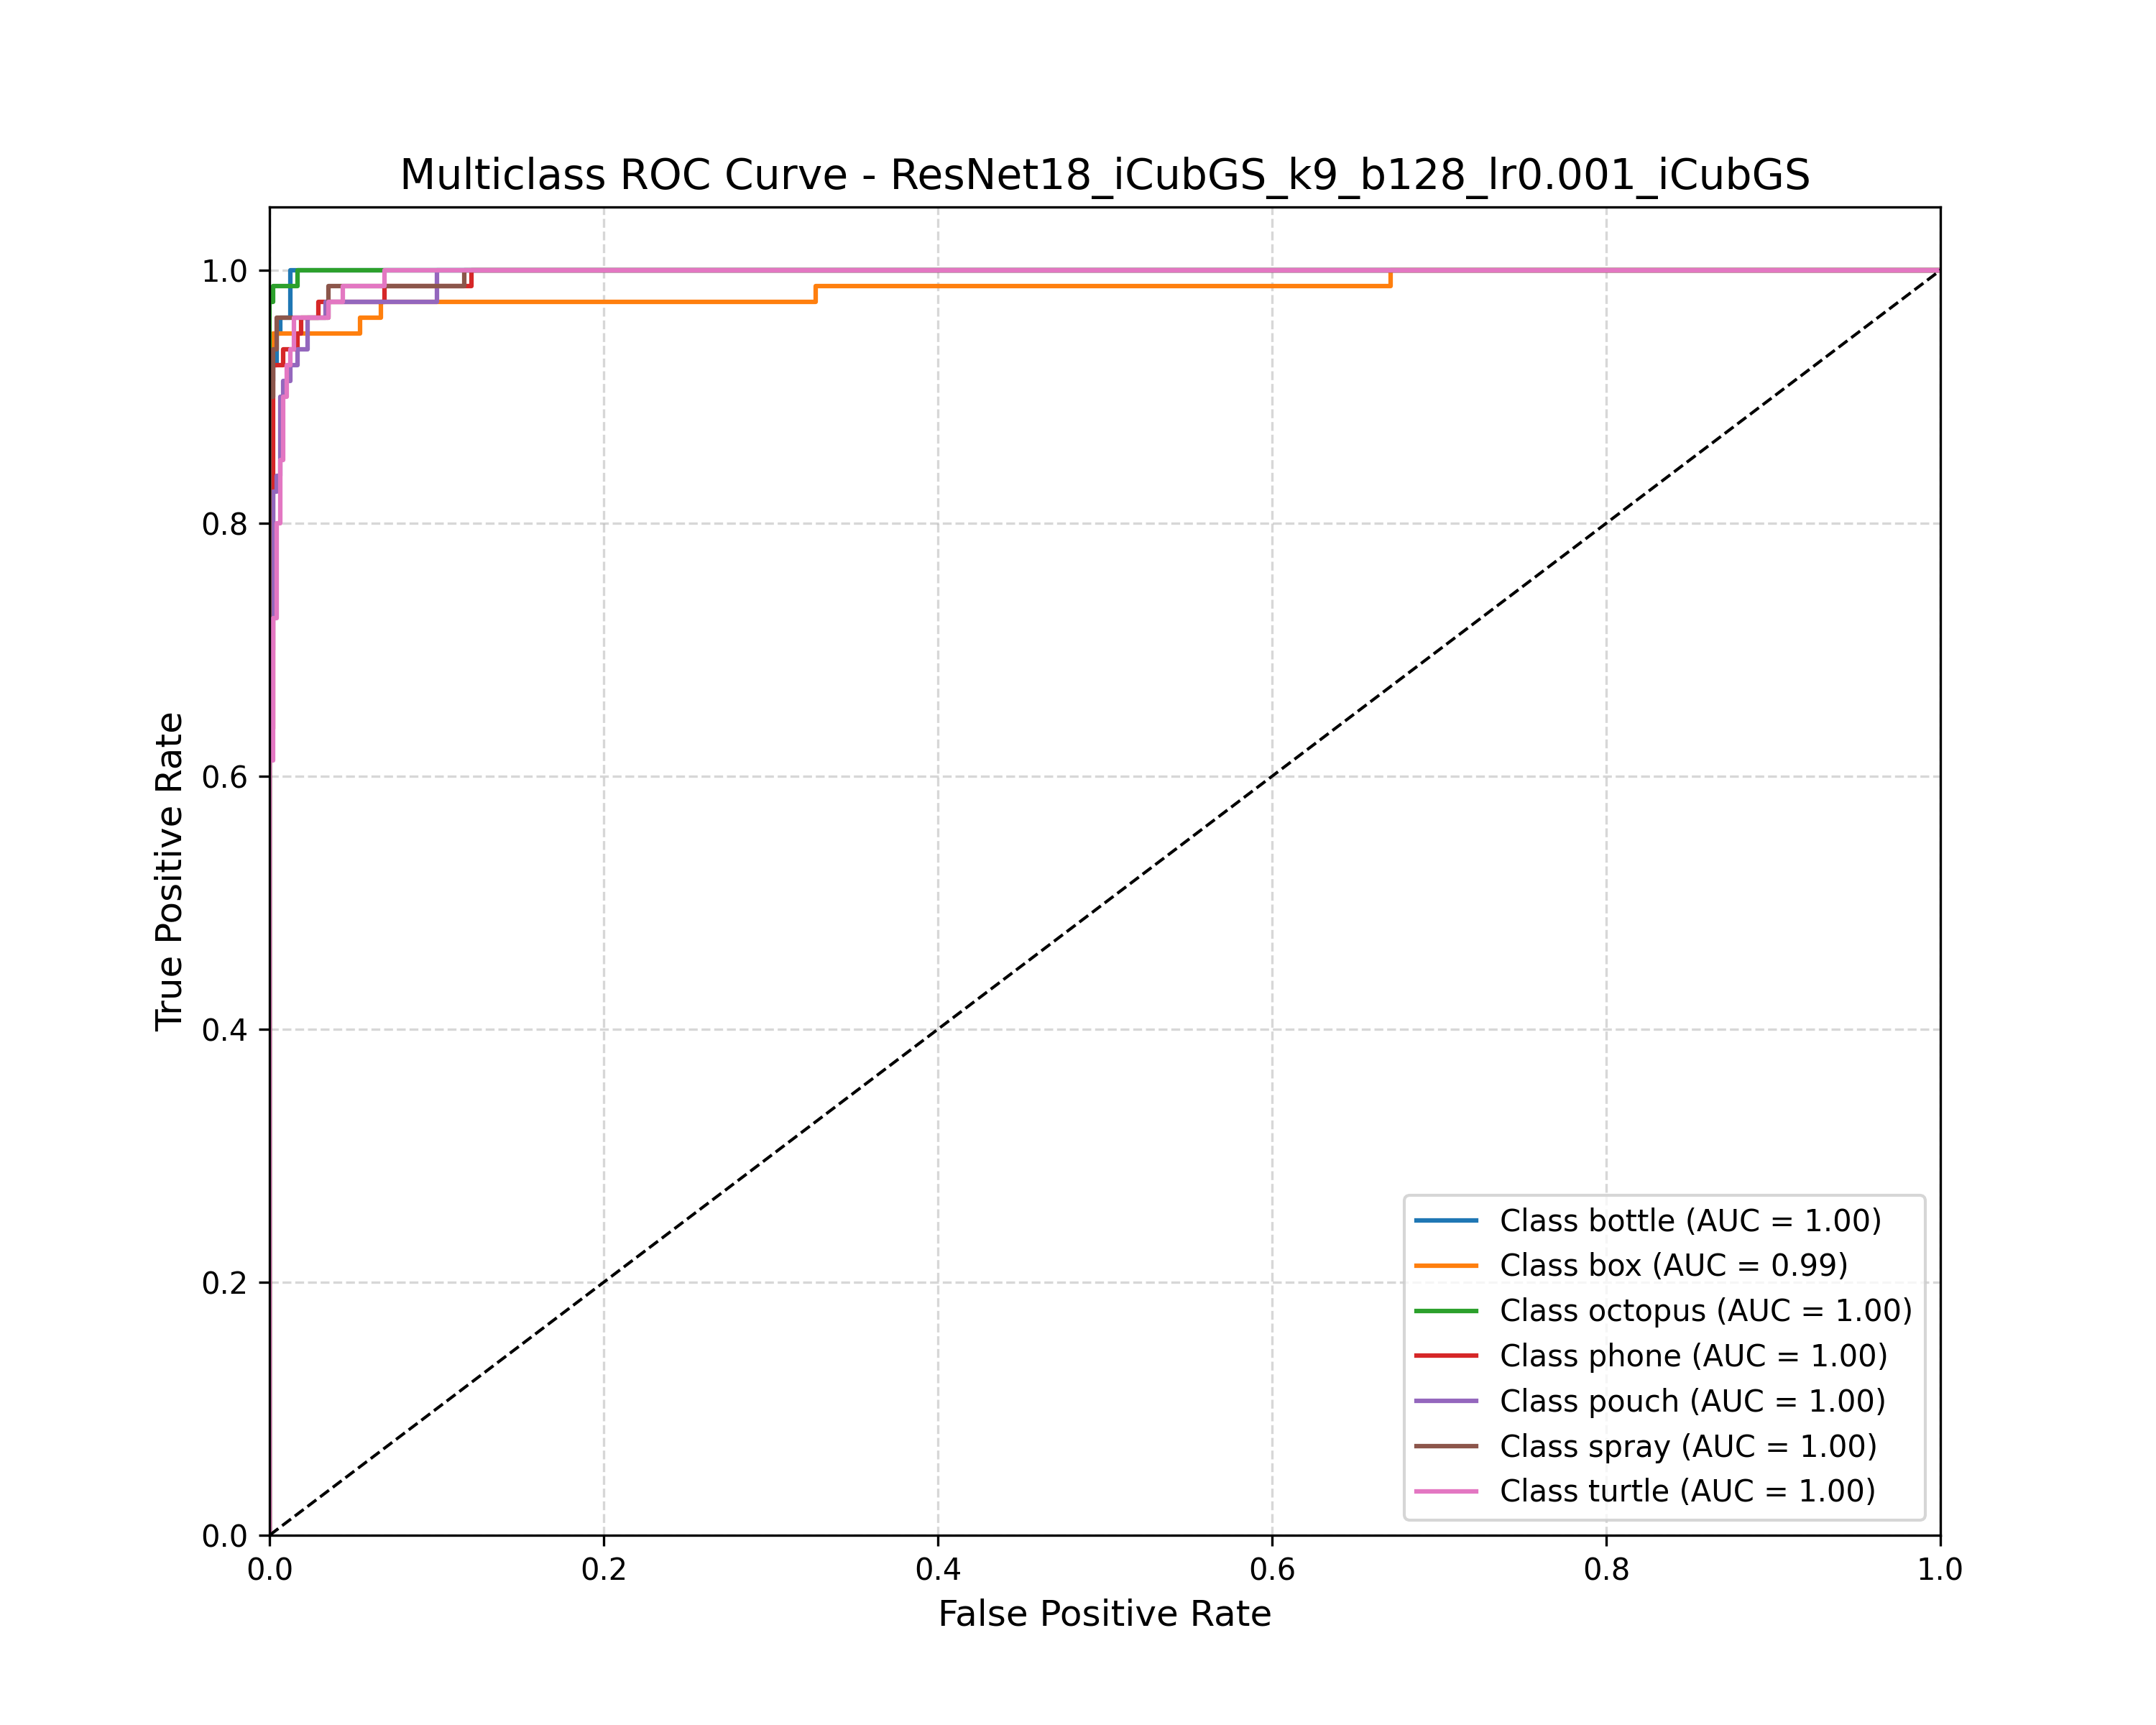 Multiclass ROC Curve - ResNet18_iCubGS_k9_b128_lr0.001_iCubGS
1.0
0.8
0.6
0.4
0.2
0.0
True Positive Rate
Class bottle (AUC = 1.00)
Class box (AUC = 0.99)
Class octopus (AUC = 1.00)
Class phone (AUC = 1.00)
Class pouch (AUC = 1.00)
Class spray (AUC = 1.00)
Class turtle (AUC = 1.00)
0.0 0.2 0.4 0.6 0.8 1.0
False Positive Rate